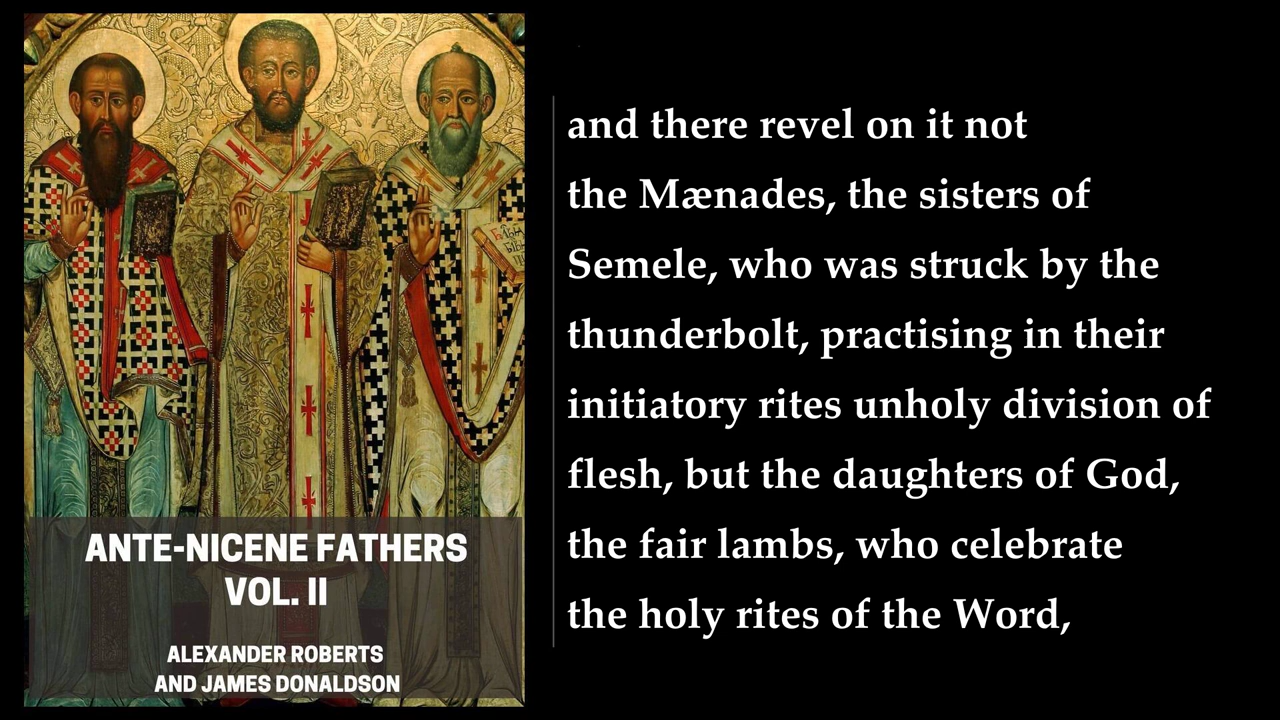 ANTE-NICENE FATHERS
VOL. II
ALEXANDER ROBERTS
AND JAMES DONALDSON
and there revel on it not
the Mænades, the sisters of
Semele, who was struck by the
thunderbolt, practising in their
initiatory rites unholy division of
flesh, but the daughters of God,
the fair lambs, who celebrate
the holy rites of the Word,